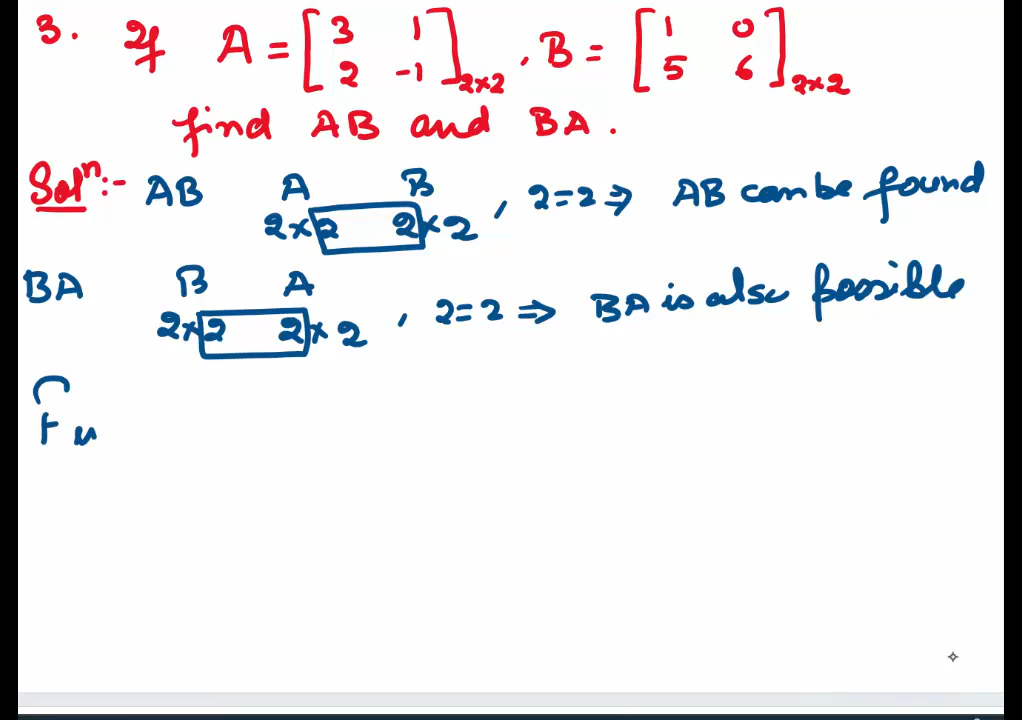 3. If A = [ 3 1 ; 2 -1 ]2×2 , B = [ 1 0 ; 5 6 ]2×2
find AB and BA.
Solⁿ:- AB A B
2×2 2×2 , 2=2 ⇒ AB can be found
BA B A
2×2 2×2 , 2=2 ⇒ BA is also possible